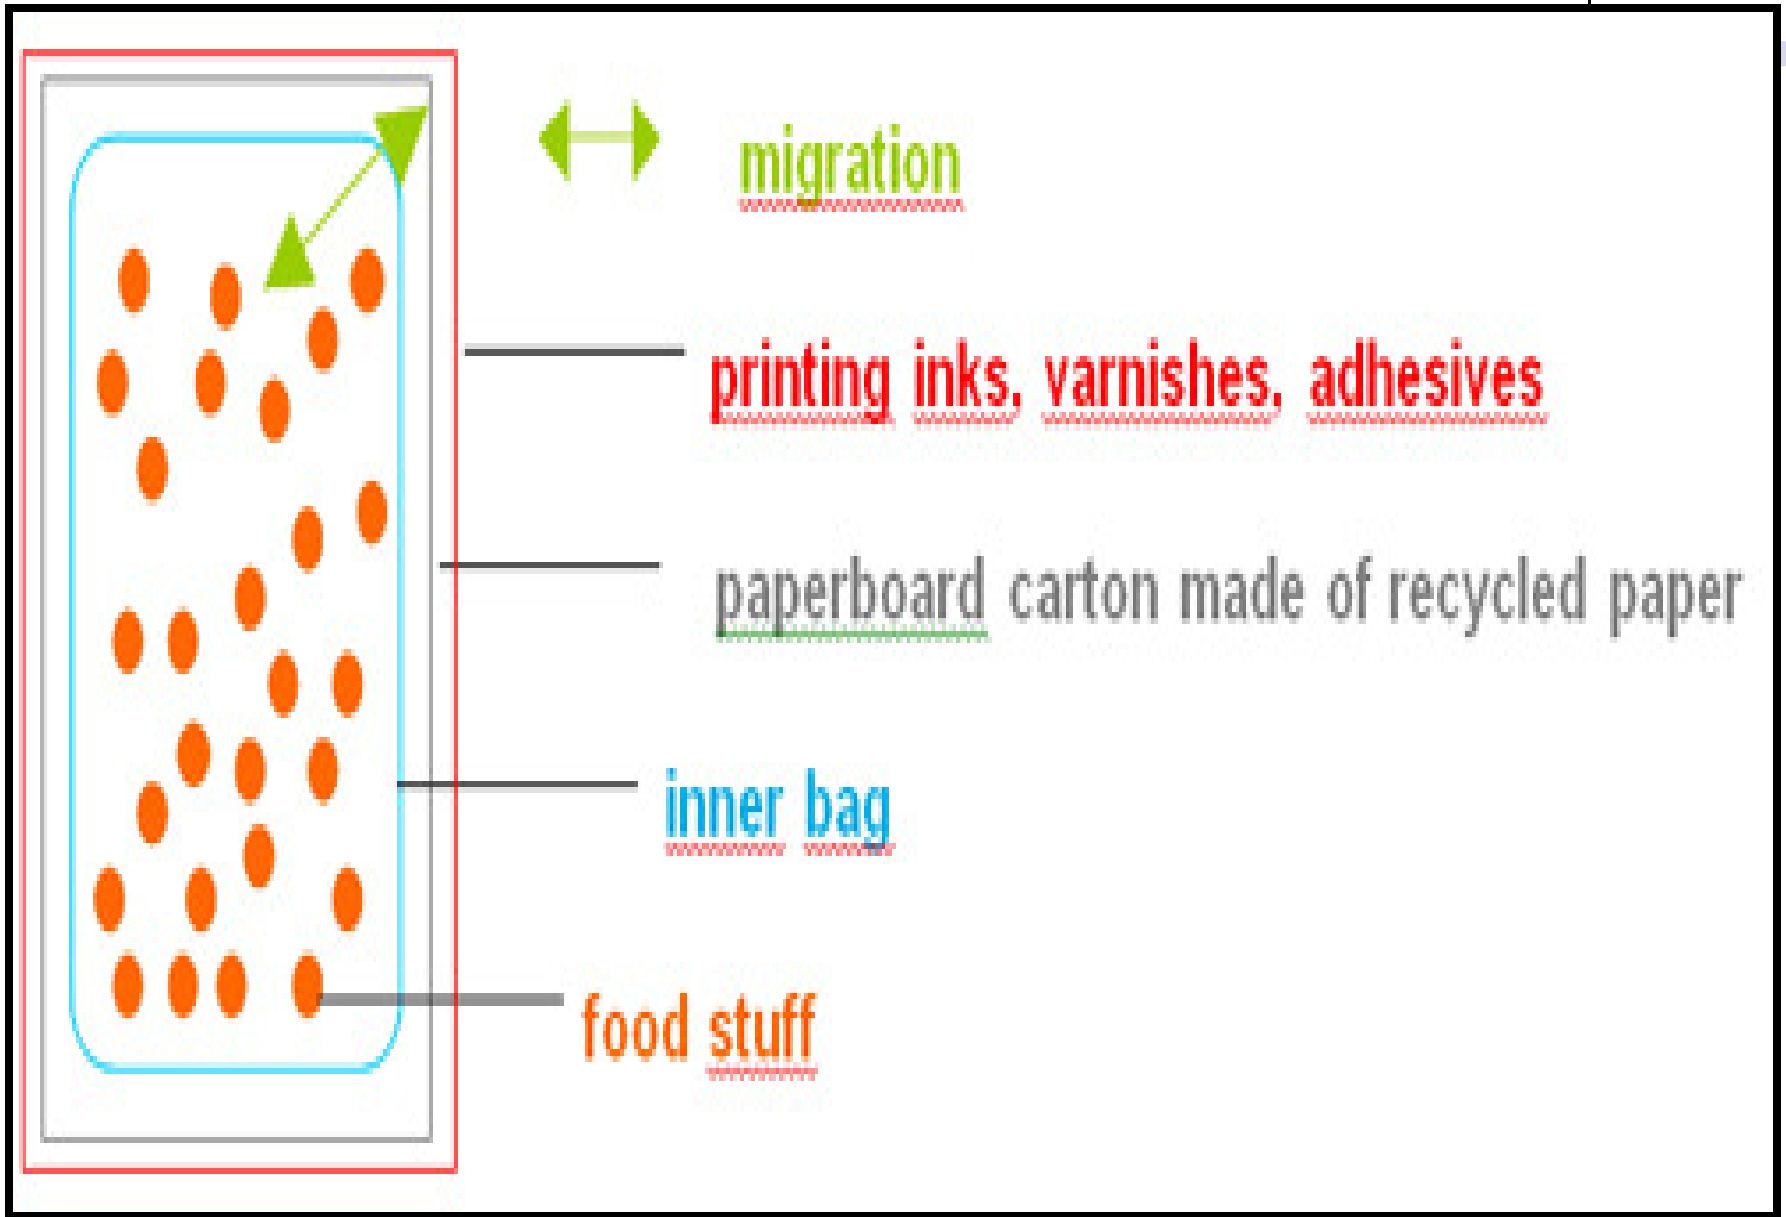 migration
printing inks, varnishes, adhesives
paperboard carton made of recycled paper
inner bag
food stuff